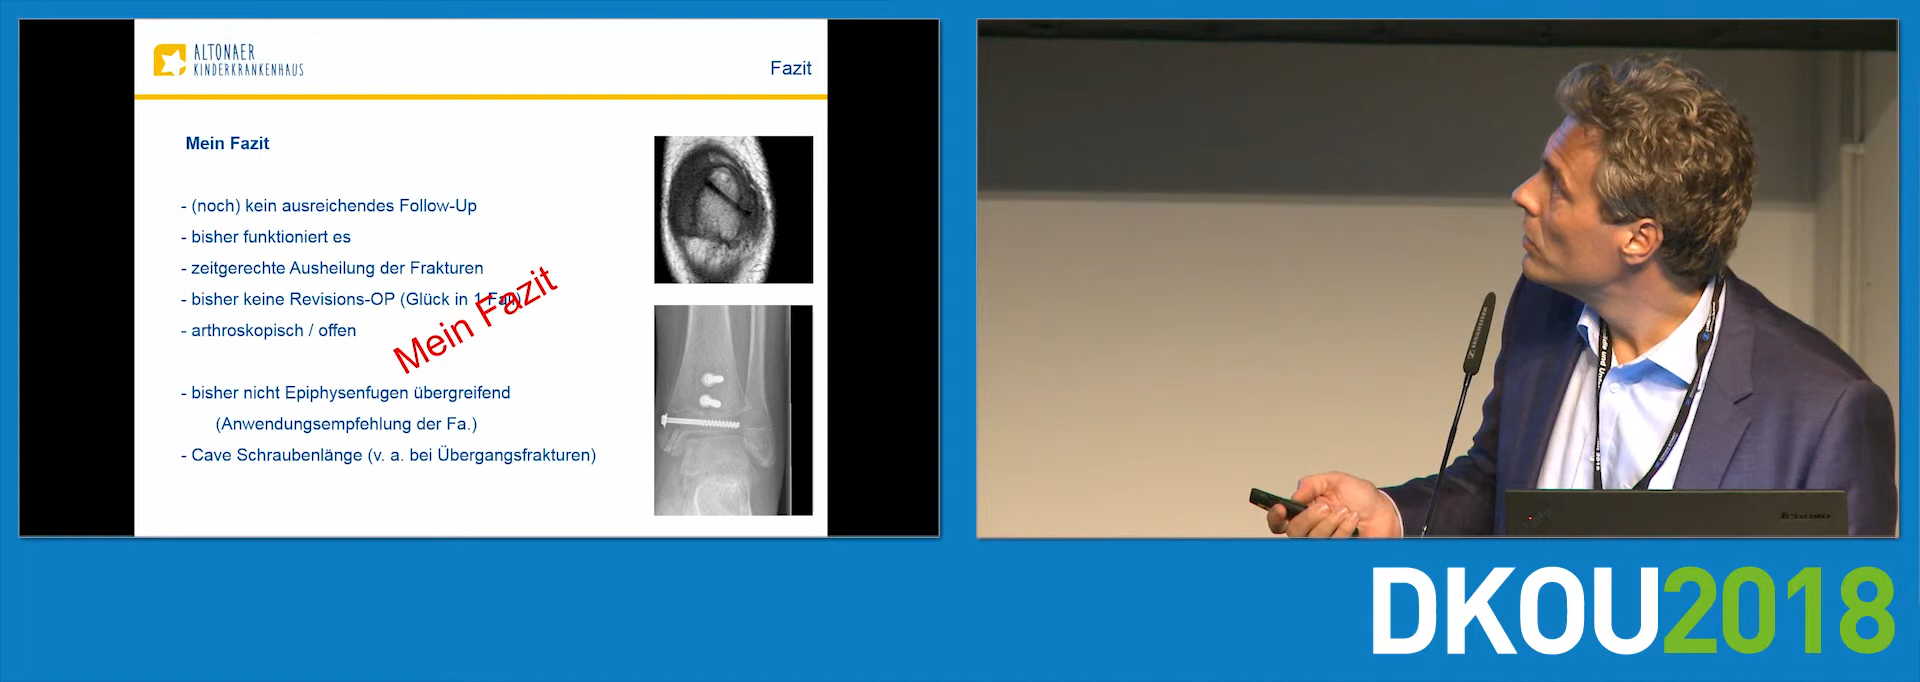 ALTONAER
KINDERKRANKENHAUS
Fazit
Mein Fazit
- (noch) kein ausreichendes Follow-Up
- bisher funktioniert es
- zeitgerechte Ausheilung der Frakturen
- bisher keine Revisions-OP (Glück in 1 Fall)
- arthroskopisch / offen
Mein Fazit
- bisher nicht Epiphysenfugen übergreifend
(Anwendungsempfehlung der Fa.)
- Cave Schraubenlänge (v. a. bei Übergangsfrakturen)
SENNHEISER
lenovo
DKOU2018